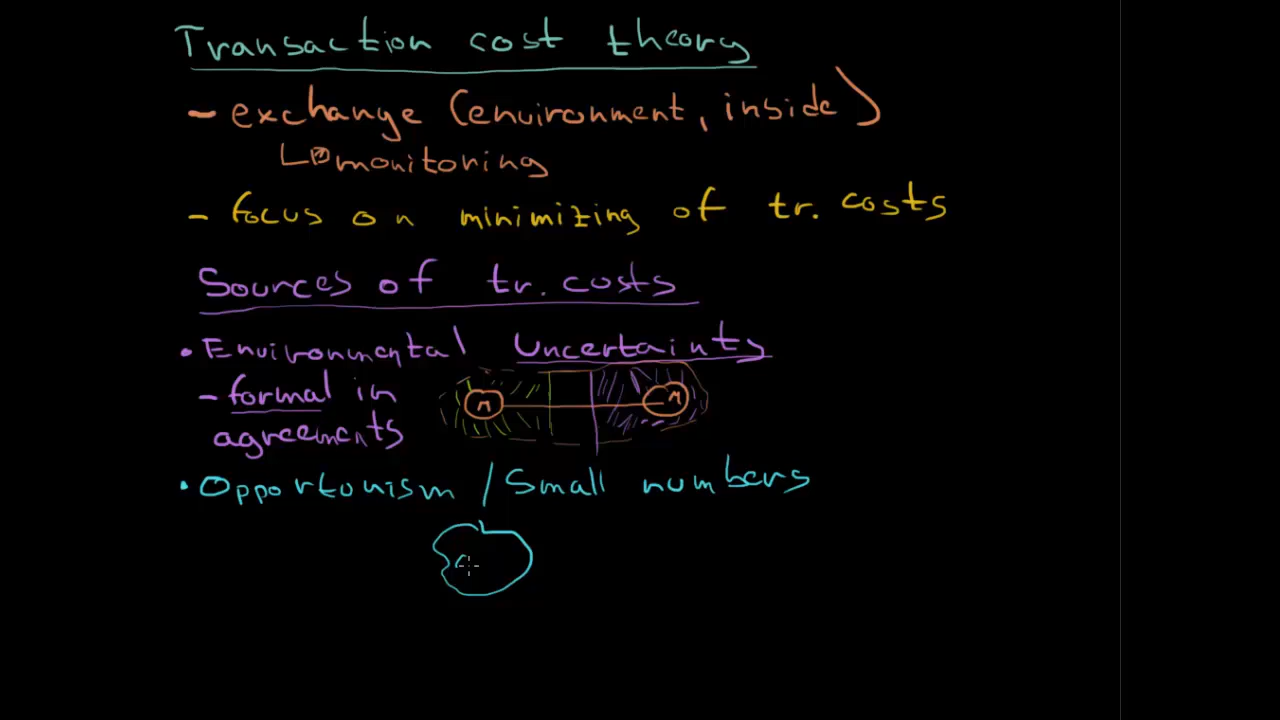 Transaction cost theory
- exchange (environment, inside)
monitoring
- focus on minimizing of tr. costs
Sources of tr. costs
• Environmental Uncertainty
- formal in
agreements
M M
• Opportunism / Small numbers